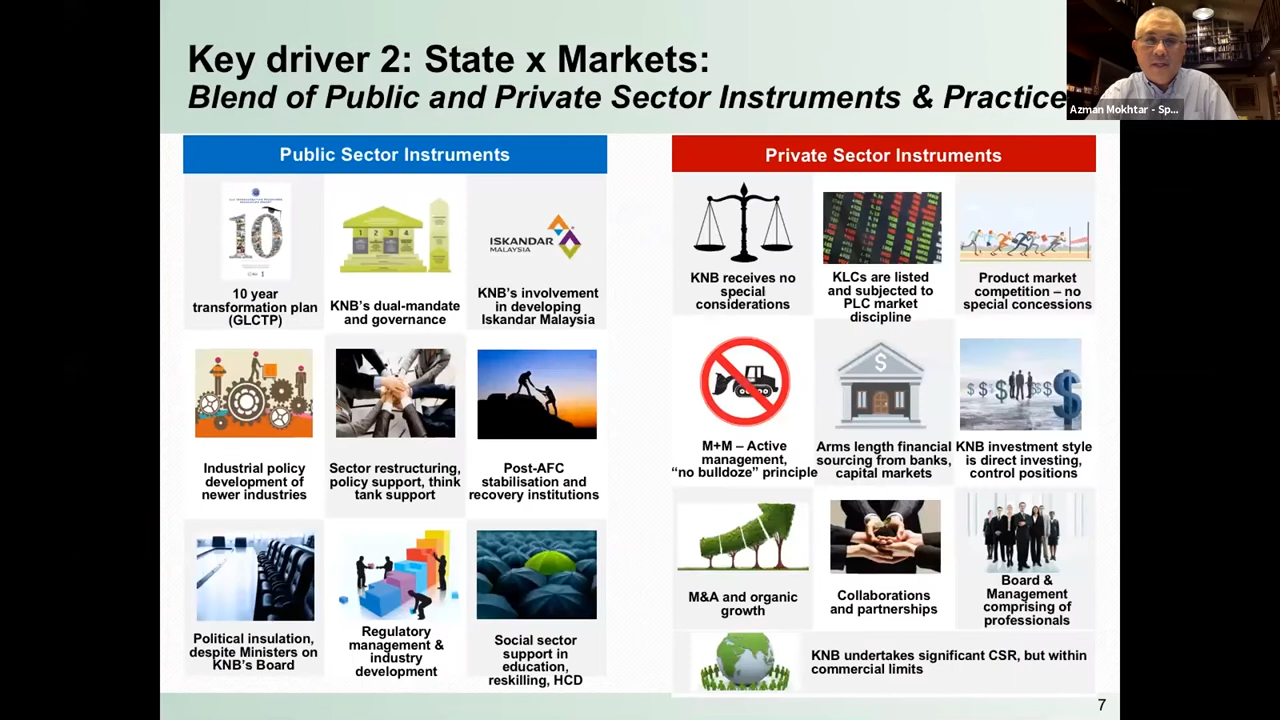 Key driver 2: State x Markets:
Blend of Public and Private Sector Instruments & Practice
Azman Mokhtar - Sp...
Public Sector Instruments
10
10 year
transformation plan
(GLCTP)
1 2 3 4
KNB's dual-mandate
and governance
ISKANDAR
MALAYSIA
KNB's involvement
in developing
Iskandar Malaysia
Industrial policy
development of
newer industries
Sector restructuring,
policy support, think
tank support
Post-AFC
stabilisation and
recovery institutions
Political insulation,
despite Ministers on
KNB's Board
Regulatory
management &
industry
development
Social sector
support in
education,
reskilling, HCD
Private Sector Instruments
KNB receives no
special
considerations
KLCs are listed
and subjected to
PLC market
discipline
Product market
competition – no
special concessions
M+M – Active
management,
“no bulldoze” principle
$
Arms length financial
sourcing from banks,
capital markets
$ $ $ $ $ $
KNB investment style
is direct investing,
control positions
M&A and organic
growth
Collaborations
and partnerships
Board &
Management
comprising of
professionals
KNB undertakes significant CSR, but within
commercial limits
7